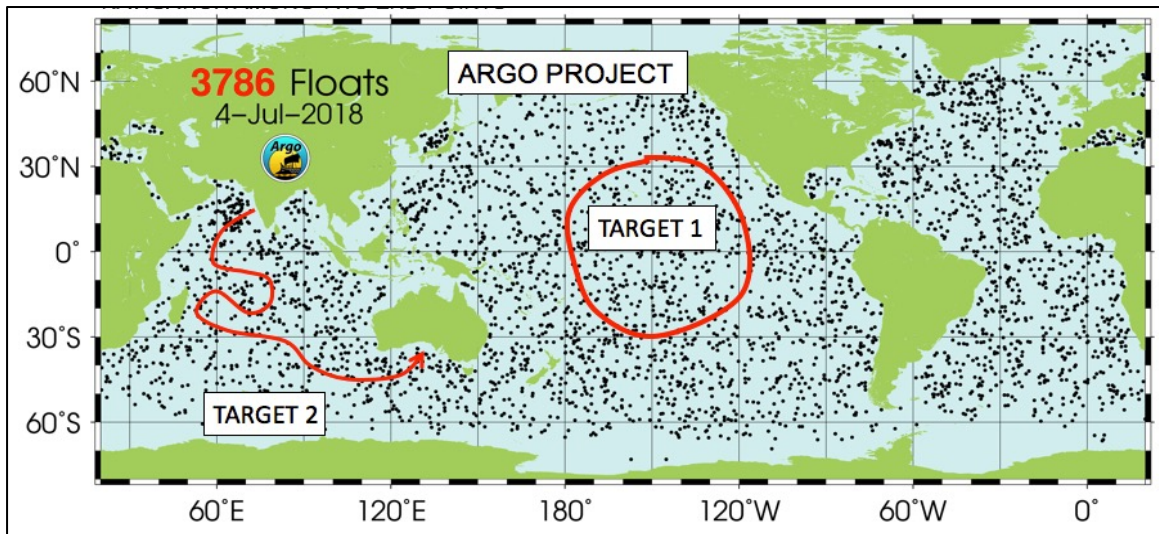 ARGO PROJECT
3786 Floats
4-Jul-2018
Argo
TARGET 1
TARGET 2
60°N
30°N
0°
30°S
60°S
60°E 120°E 180° 120°W 60°W 0°